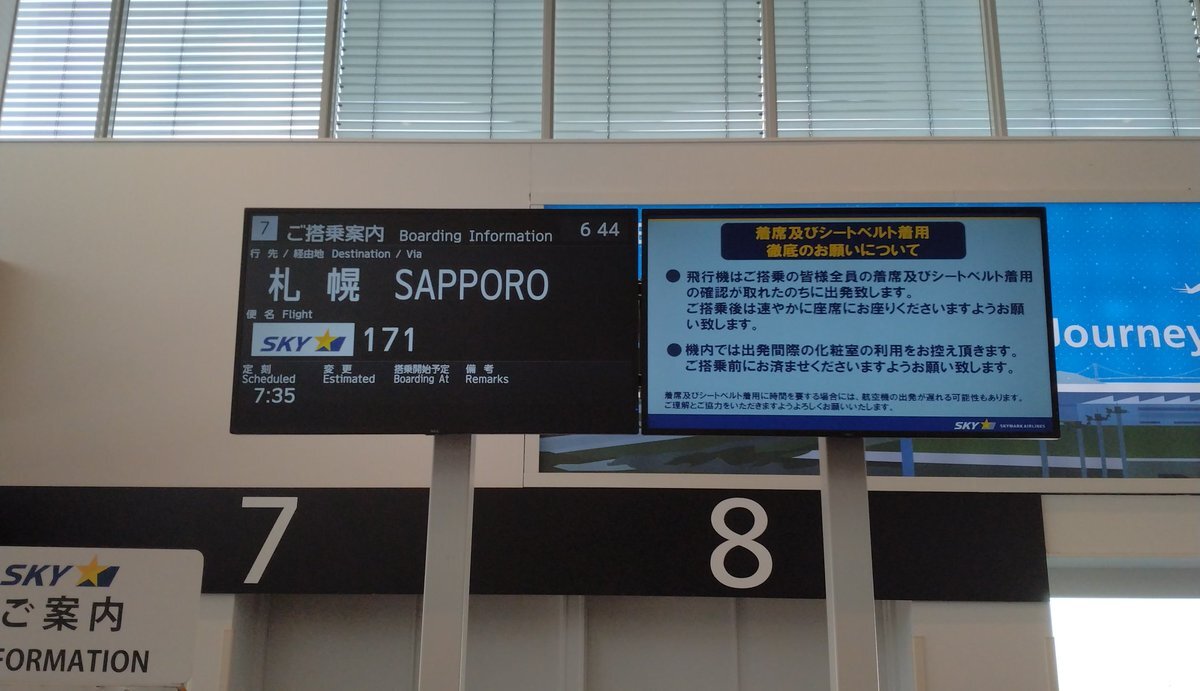 7 ご搭乗案内 Boarding Information 6 44
行 先 / 経由地 Destination / Via
札 幌 SAPPORO
便 名 Flight
SKY 171
定 刻 変 更 搭乗開始予定 備 考
Scheduled Estimated Boarding At Remarks
7:35
着席及びシートベルト着用
徹底のお願いについて
● 飛行機はご搭乗の皆様全員の着席及びシートベルト着用
の確認が取れたのちに出発致します。
ご搭乗後は速やかに座席にお座りくださいますようお願
い致します。
● 機内では出発間際の化粧室の利用をお控え頂きます。
ご搭乗前にお済ませくださいますようお願い致します。
着席及びシートベルト着用に時間を要する場合には、航空機の出発が遅れる可能性もあります。
ご理解とご協力をいただきますようよろしくお願いいたします。
SKY SKYMARK AIRLINES
Journey
7
8
SKY
ご案内
FORMATION